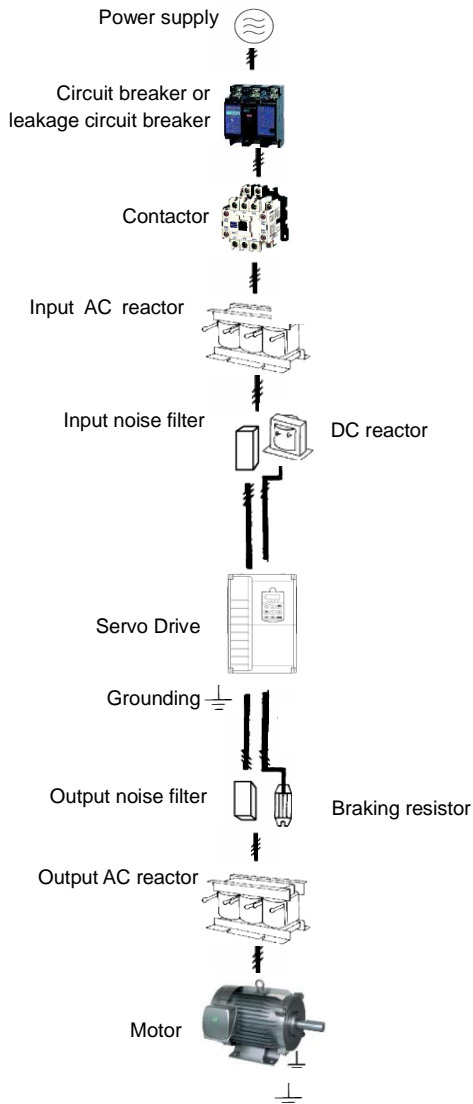 Power supply
Circuit breaker or
leakage circuit breaker
Contactor
Input AC reactor
Input noise filter
DC reactor
Servo Drive
Grounding
Output noise filter
Braking resistor
Output AC reactor
Motor